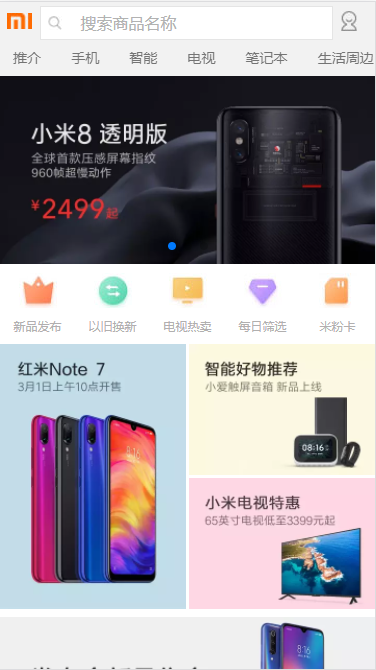 搜索商品名称
推介 手机 智能 电视 笔记本 生活周边
小米8 透明版
全球首款压感屏幕指纹
960帧超慢动作
¥2499起
新品发布 以旧换新 电视热卖 每日筛选 米粉卡
红米Note 7
3月1日上午10点开售
智能好物推荐
小爱触屏音箱 新品上线
08:16
小米电视特惠
65英寸电视低至3399元起